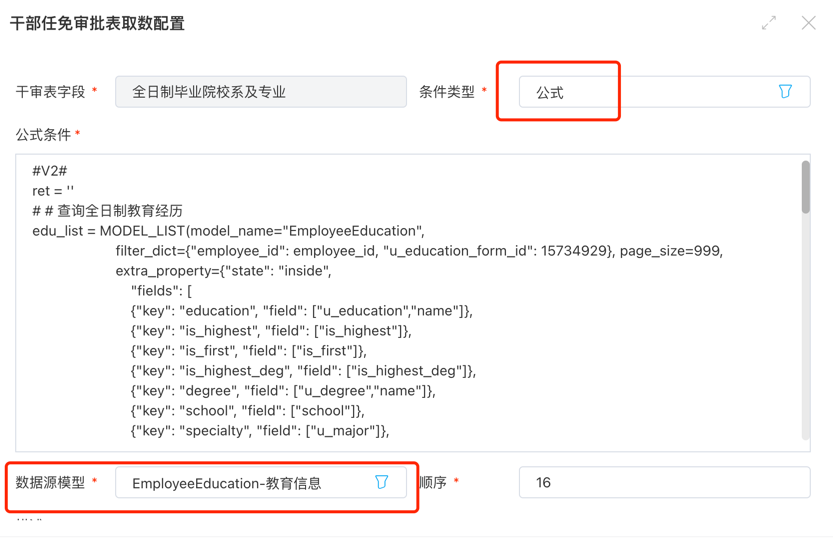 干部任免审批表取数配置
干审表字段 * 全日制毕业院校系及专业 条件类型 * 公式
公式条件 *
#V2#
ret = ''
# # 查询全日制教育经历
edu_list = MODEL_LIST(model_name="EmployeeEducation",
filter_dict={"employee_id": employee_id, "u_education_form_id": 15734929}, page_size=999,
extra_property={"state": "inside",
"fields": [
{"key": "education", "field": ["u_education","name"]},
{"key": "is_highest", "field": ["is_highest"]},
{"key": "is_first", "field": ["is_first"]},
{"key": "is_highest_deg", "field": ["is_highest_deg"]},
{"key": "degree", "field": ["u_degree","name"]},
{"key": "school", "field": ["school"]},
{"key": "specialty", "field": ["u_major"]},
数据源模型 * EmployeeEducation-教育信息 顺序 * 16